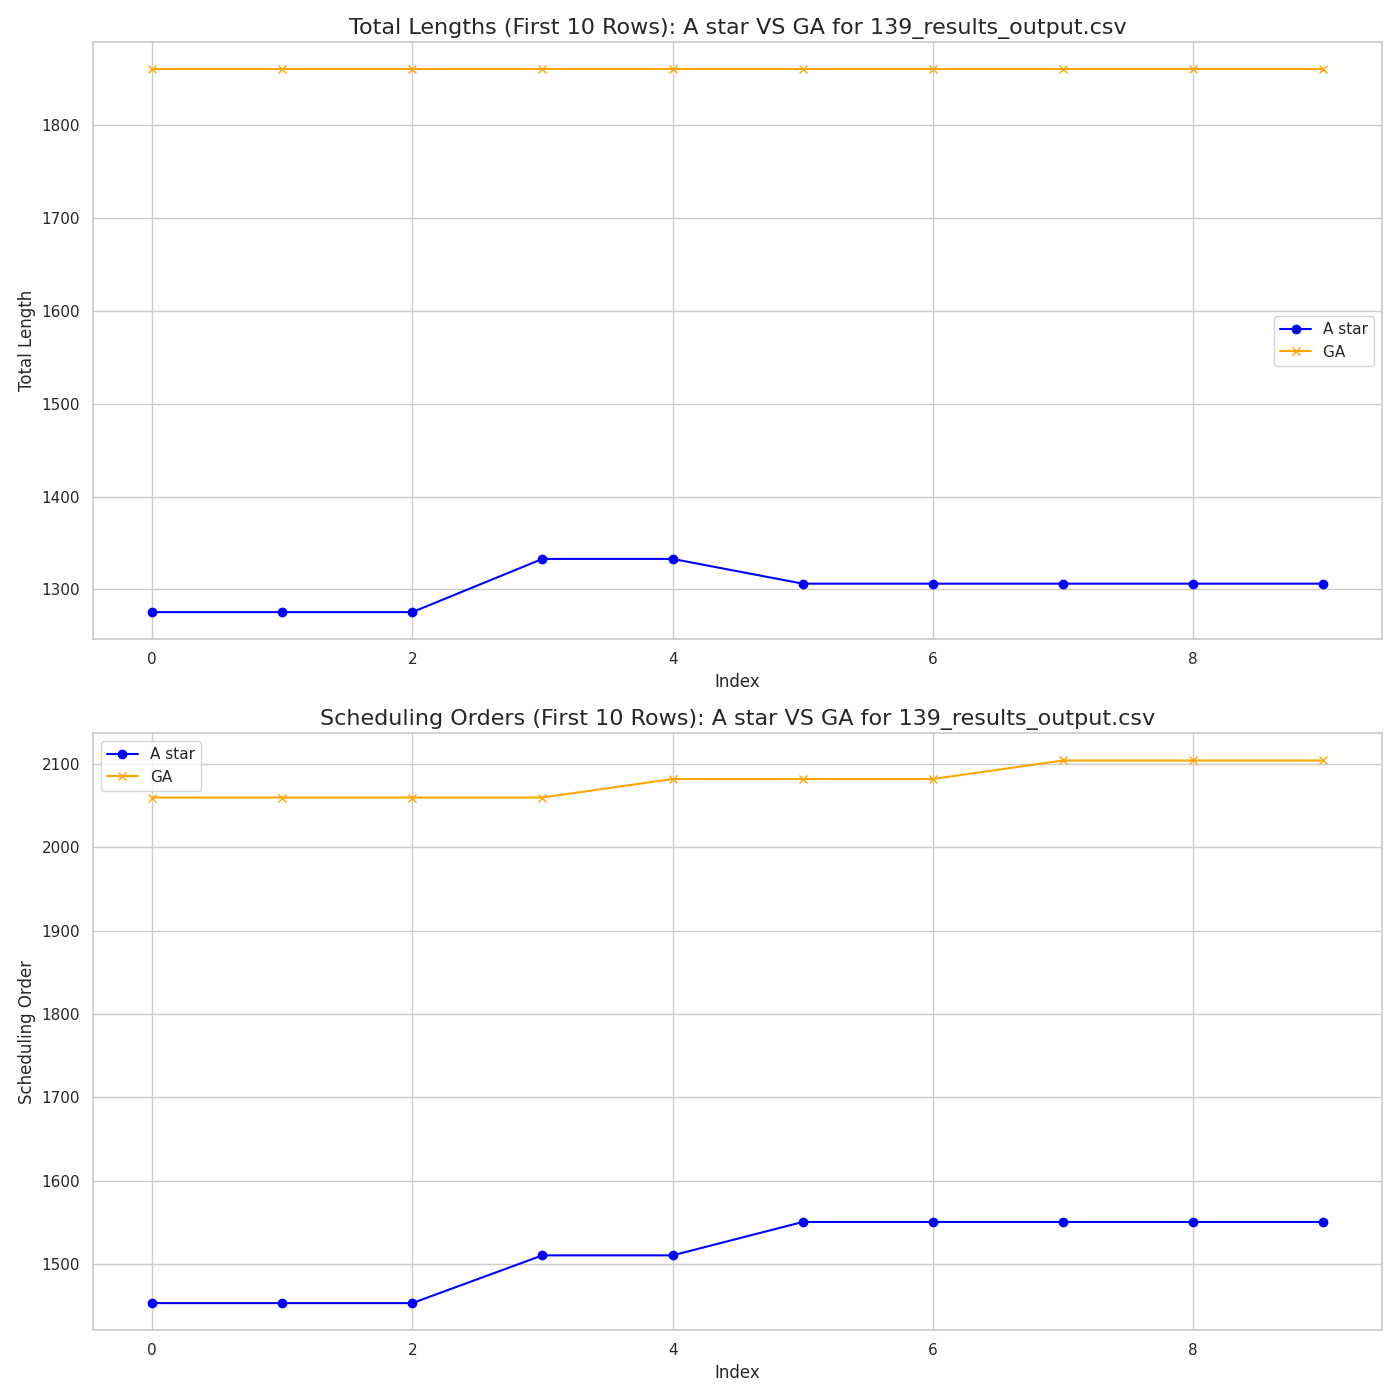 Total Lengths (First 10 Rows): A star VS GA for 139_results_output.csv
1800
1700
1600
1500
1400
1300
Total Length
A star
GA
0 2 4 6 8
Index
Scheduling Orders (First 10 Rows): A star VS GA for 139_results_output.csv
A star
GA
2100
2000
1900
1800
1700
1600
1500
Scheduling Order
0 2 4 6 8
Index